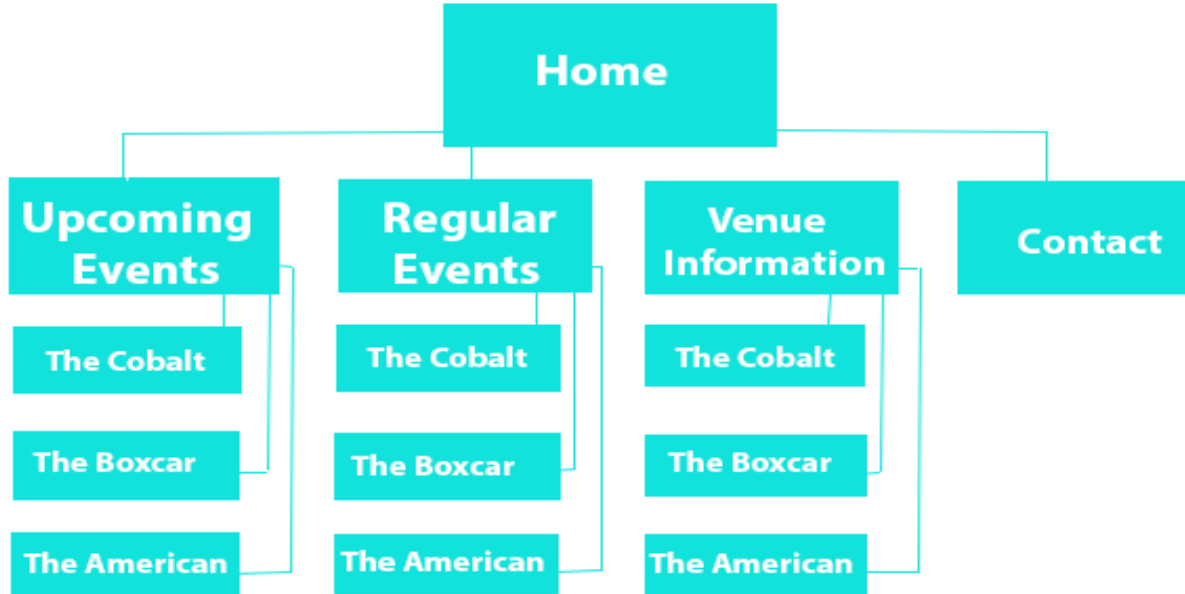 Home
Upcoming
Events
Regular
Events
Venue
Information
Contact
The Cobalt
The Cobalt
The Cobalt
The Boxcar
The Boxcar
The Boxcar
The American
The American
The American